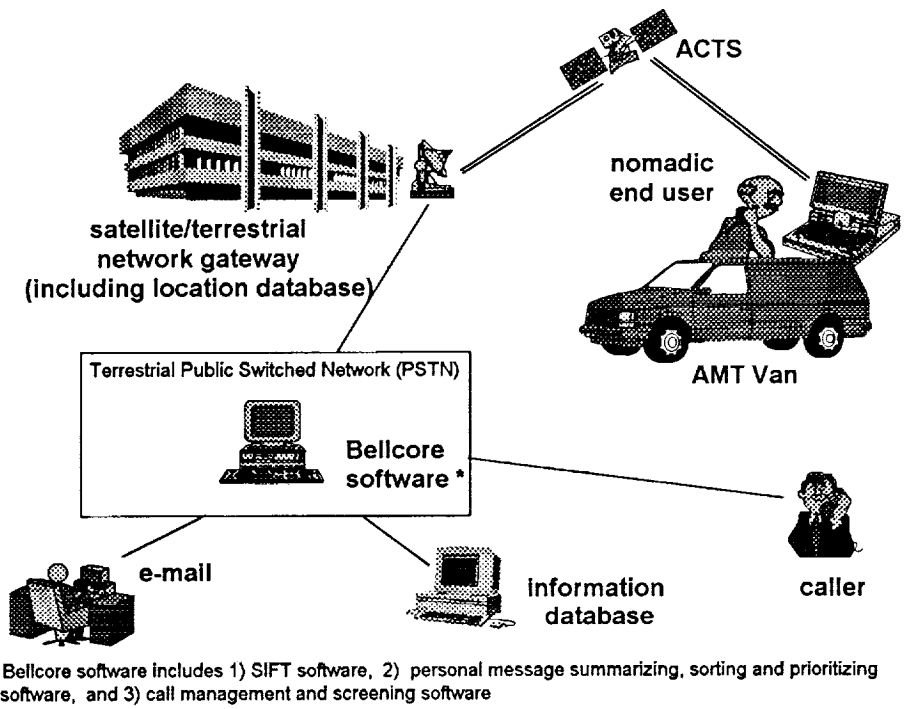 ACTS
nomadic
end user
satellite/terrestrial
network gateway
(including location database)
AMT Van
Terrestrial Public Switched Network (PSTN)
Bellcore
software *
e-mail
information
database
caller
Bellcore software includes 1) SIFT software, 2) personal message summarizing, sorting and prioritizing
software, and 3) call management and screening software